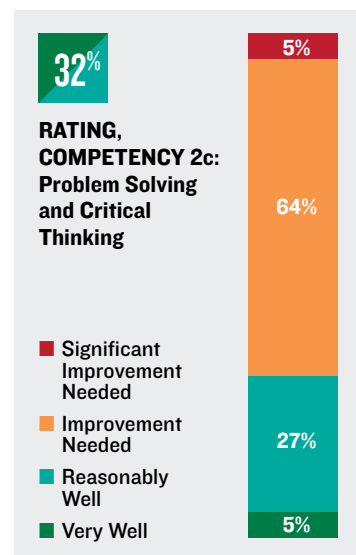 32%
RATING,
COMPETENCY 2c:
Problem Solving
and Critical
Thinking
Significant
Improvement
Needed
Improvement
Needed
Reasonably
Well
Very Well
5%
64%
27%
5%